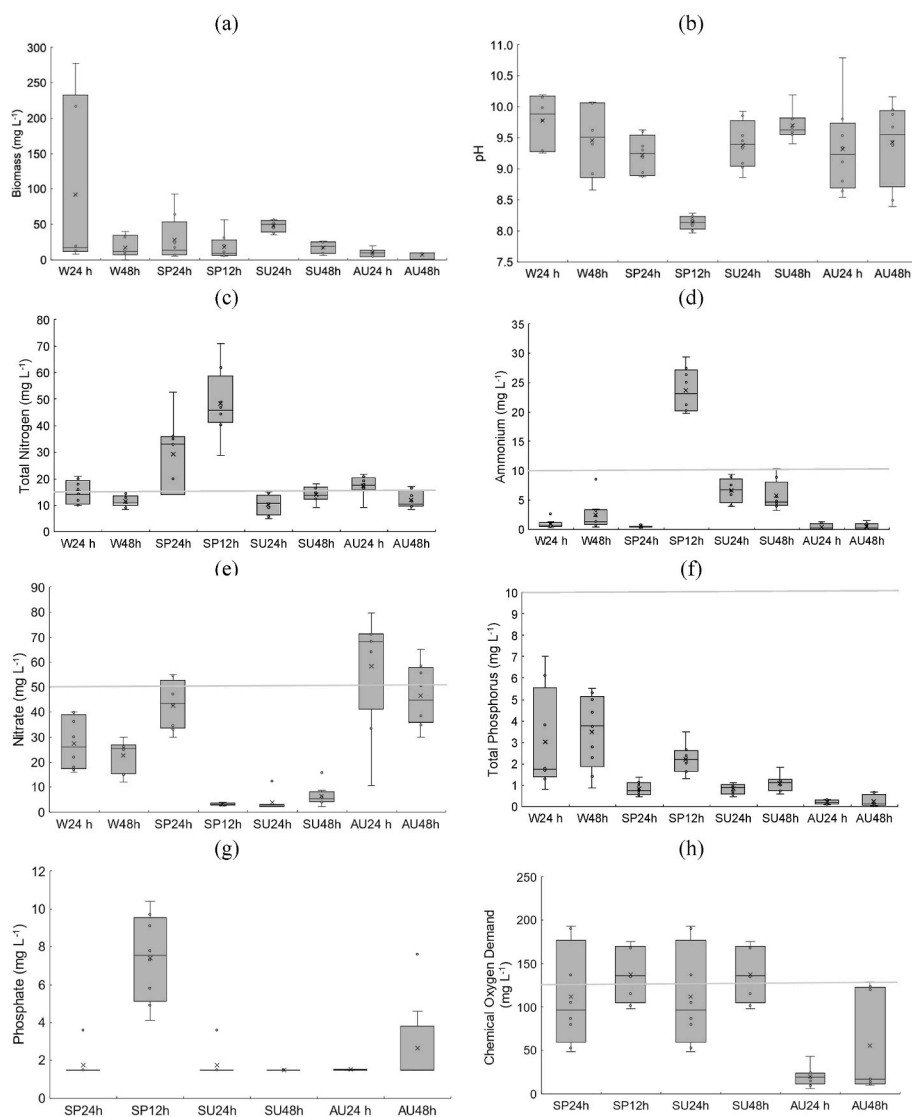 (a)
300
250
200
150
100
50
0
Biomass (mg L-1)
W24 h W48h SP24h SP12h SU24h SU48h AU24 h AU48h
(b)
11.0
10.5
10.0
9.5
9.0
8.5
8.0
7.5
pH
W24 h W48h SP24h SP12h SU24h SU48h AU24 h AU48h
(c)
80
70
60
50
40
30
20
10
0
Total Nitrogen (mg L-1)
W24 h W48h SP24h SP12h SU24h SU48h AU24 h AU48h
(d)
35
30
25
20
15
10
5
0
Ammonium (mg L-1)
W24 h W48h SP24h SP12h SU24h SU48h AU24 h AU48h
(e)
90
80
70
60
50
40
30
20
10
0
Nitrate (mg L-1)
W24 h W48h SP24h SP12h SU24h SU48h AU24 h AU48h
(f)
10
9
8
7
6
5
4
3
2
1
0
Total Phosphorus (mg L-1)
W24 h W48h SP24h SP12h SU24h SU48h AU24 h AU48h
(g)
12
10
8
6
4
2
0
Phosphate (mg L-1)
SP24h SP12h SU24h SU48h AU24 h AU48h
(h)
250
200
150
100
50
0
Chemical Oxygen Demand
(mg L-1)
SP24h SP12h SU24h SU48h AU24 h AU48h